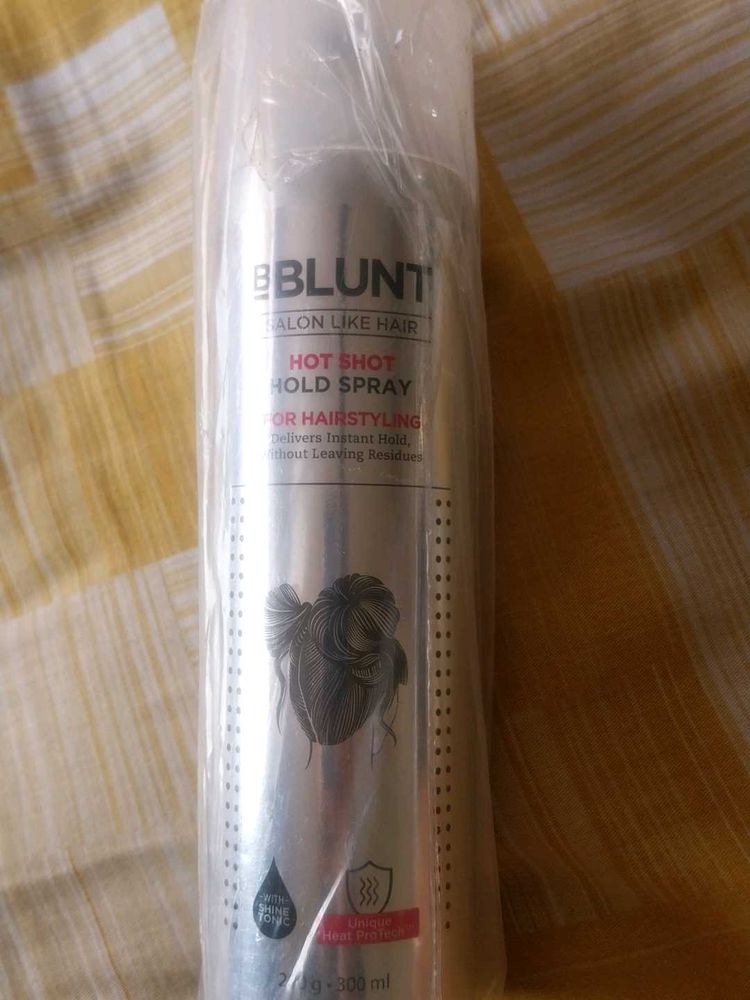 BBLUNT
SALON LIKE HAIR
HOT SHOT
HOLD SPRAY
FOR HAIRSTYLING
Delivers Instant Hold,
Without Leaving Residues
-WITH-
SHINE
TONIC
Unique
Heat ProTech™
g • 300 ml